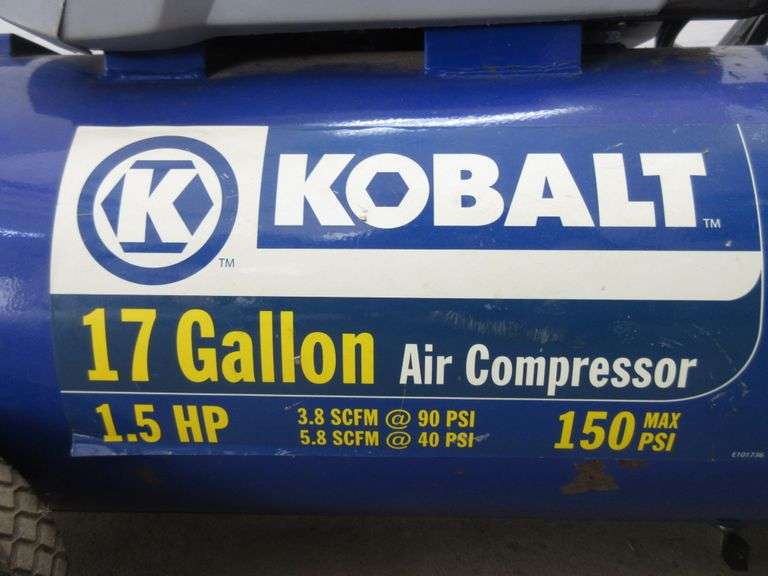 K
TM
KOBALT
TM
17 Gallon Air Compressor
1.5 HP 3.8 SCFM @ 90 PSI 150 MAX PSI
5.8 SCFM @ 40 PSI
E101736